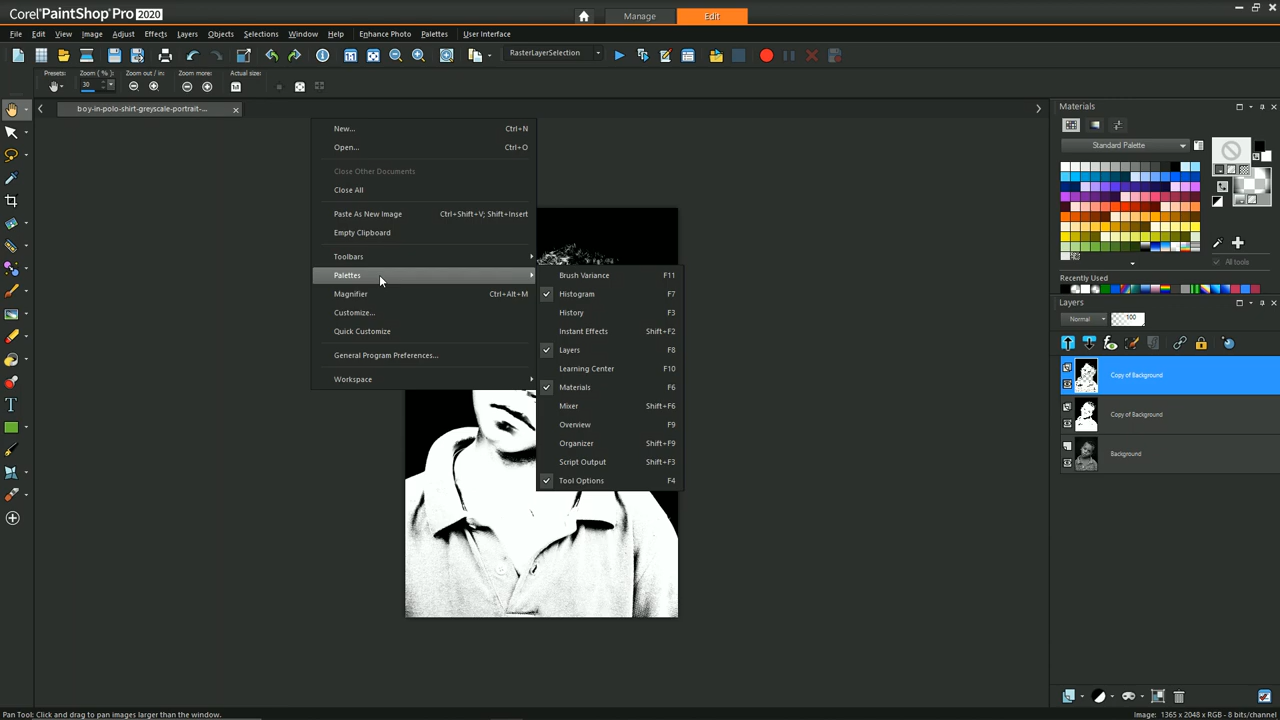 Corel®PaintShop®Pro 2020
Manage
Edit
File Edit View Image Adjust Effects Layers Objects Selections Window Help Enhance Photo Palettes User Interface
RasterLayerSelection
Presets: Zoom ( % ): Zoom out / in: Zoom more: Actual size:
30
boy-in-polo-shirt-greyscale-portrait-...
New... Ctrl+N
Open... Ctrl+O
Close Other Documents
Close All
Paste As New Image Ctrl+Shift+V; Shift+Insert
Empty Clipboard
Toolbars
Palettes
Magnifier Ctrl+Alt+M
Customize...
Quick Customize
General Program Preferences...
Workspace
Brush Variance F11
Histogram F7
History F3
Instant Effects Shift+F2
Layers F8
Learning Center F10
Materials F6
Mixer Shift+F6
Overview F9
Organizer Shift+F9
Script Output Shift+F3
Tool Options F4
Materials
Standard Palette
All tools
Recently Used
Layers
Normal 100
Copy of Background
Copy of Background
Background
Pan Tool: Click and drag to pan images larger than the window.
Image: 1365 x 2048 x RGB - 8 bits/channel